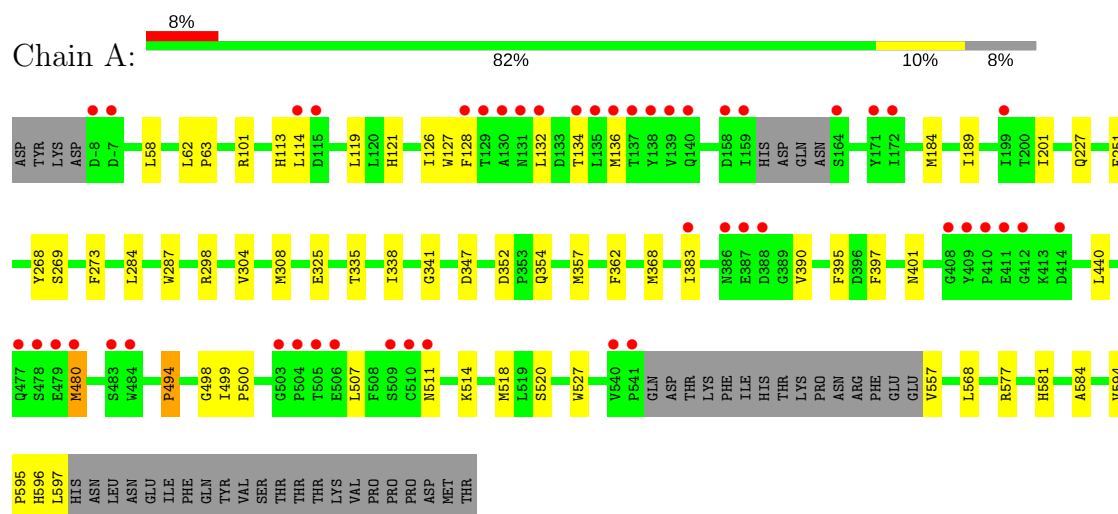 8%
Chain A:
82% 10% 8%
ASP TYR LYS ASP D-8 D-7 L58 L62 P63 R101 H113 L114 D115 L119 L120 H121 I126 W127 F128 T129 A130 N131 L132 D133 T134 L135 M136 T137 Y138 V139 Q140 D158 I159 HIS ASP GLN ASN S164 Y171 I172 M184 I189 I199 T200 I201 Q227
Y268 S269 F273 L284 W287 R298 V304 M308 E325 T335 I338 G341 D347 D352 P353 Q354 M357 F362 M368 I383 N386 E387 D388 G389 V390 F395 D396 F397 N401 G408 Y409 P410 E411 G412 K413 D414 L440
Q477 S478 E479 M480 S483 W484 P494 G498 I499 P500 G503 P504 T505 E506 L507 F508 S509 C510 N511 K514 M518 L519 S520 W527 V540 P541 GLN ASP THR LYS PHE ILE HIS THR LYS PRO ASN ARG PHE GLU GLU V557 L568 R577 H581 A584
P595 H596 L597 HIS ASN LEU ASN GLU ILE PHE GLN TYR VAL SER THR THR THR LYS VAL PRO PRO PRO ASP MET THR